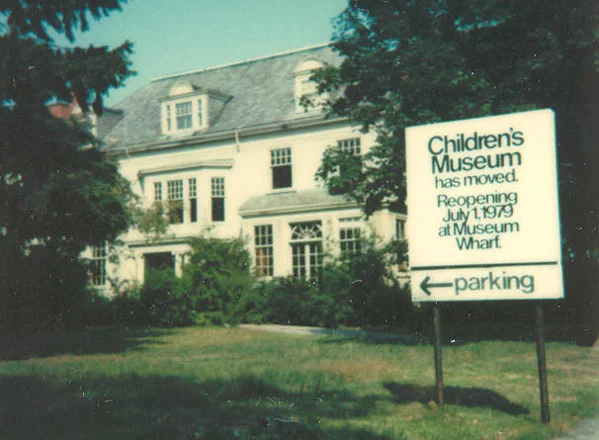 Children's
Museum
has moved.
Reopening
July 1, 1979
at Museum
Wharf.
←parking